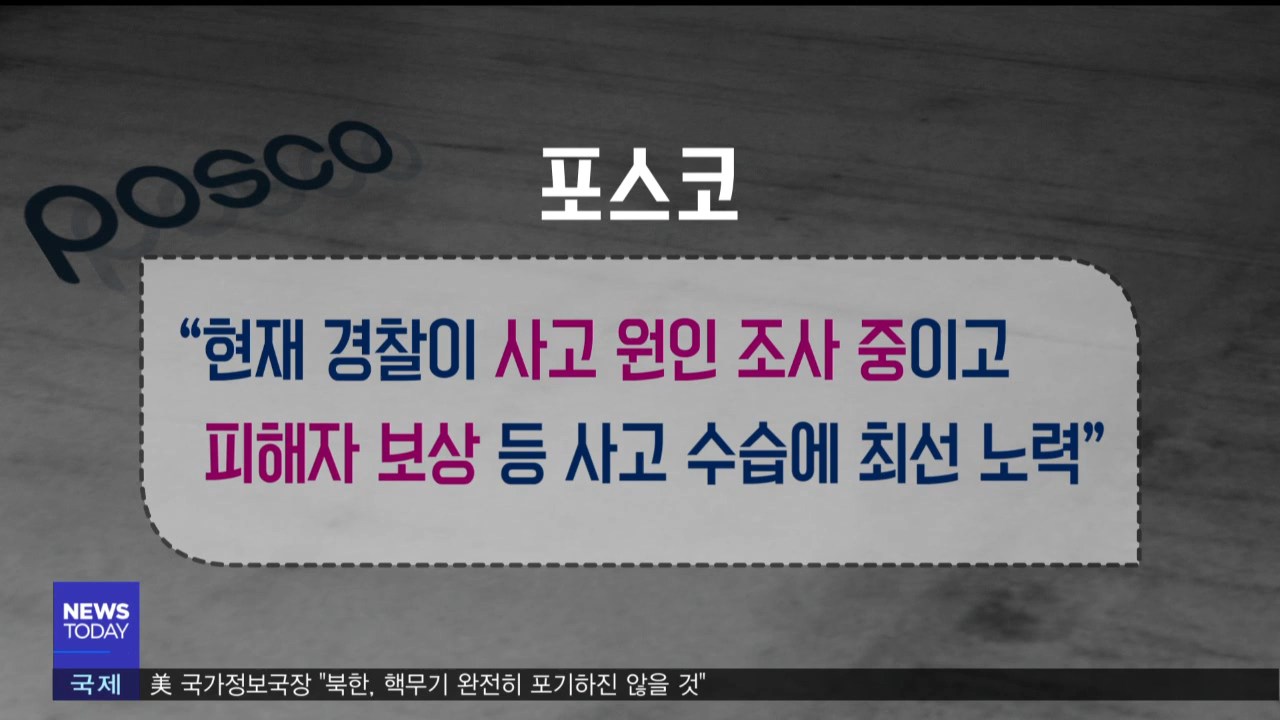 posco
포스코
“현재 경찰이 사고 원인 조사 중이고
피해자 보상 등 사고 수습에 최선 노력”
NEWS
TODAY
국제 美 국가정보국장 "북한, 핵무기 완전히 포기하진 않을 것"